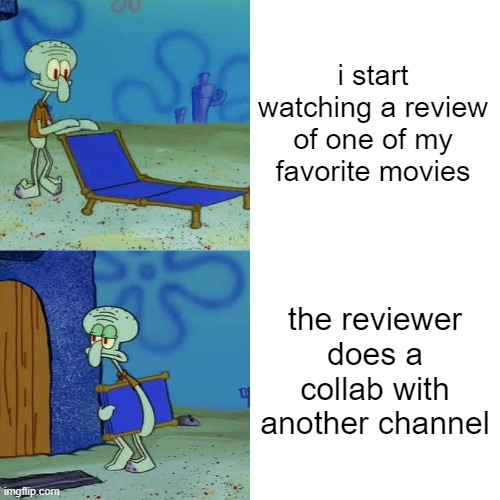 i start
watching a review
of one of my
favorite movies
the reviewer
does a
collab with
another channel
imgflip.com